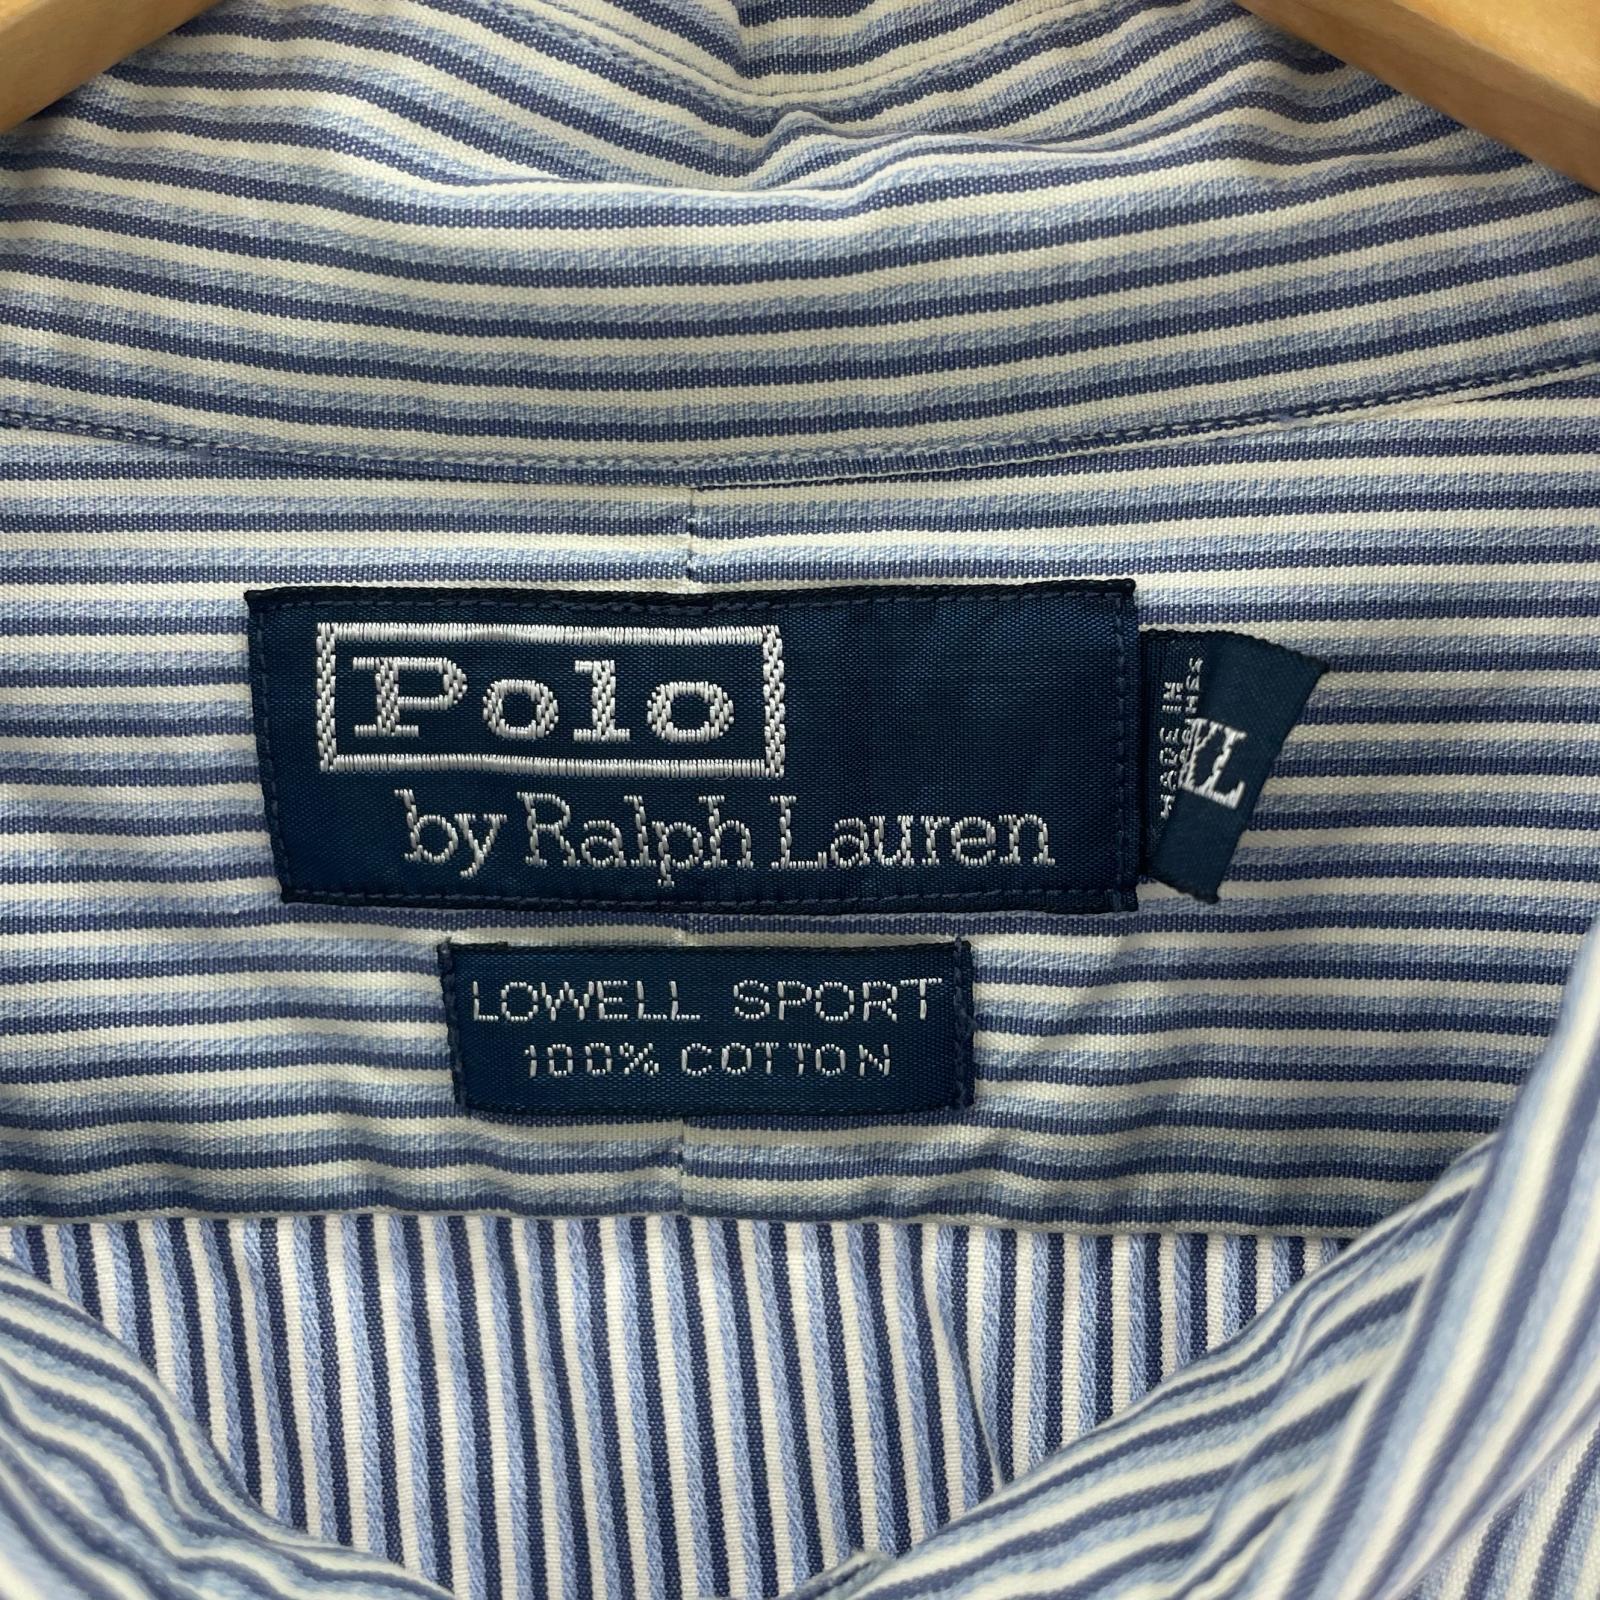 Polo
by Ralph Lauren
XL
MADE IN
LOWELL SPORT
100% COTTON